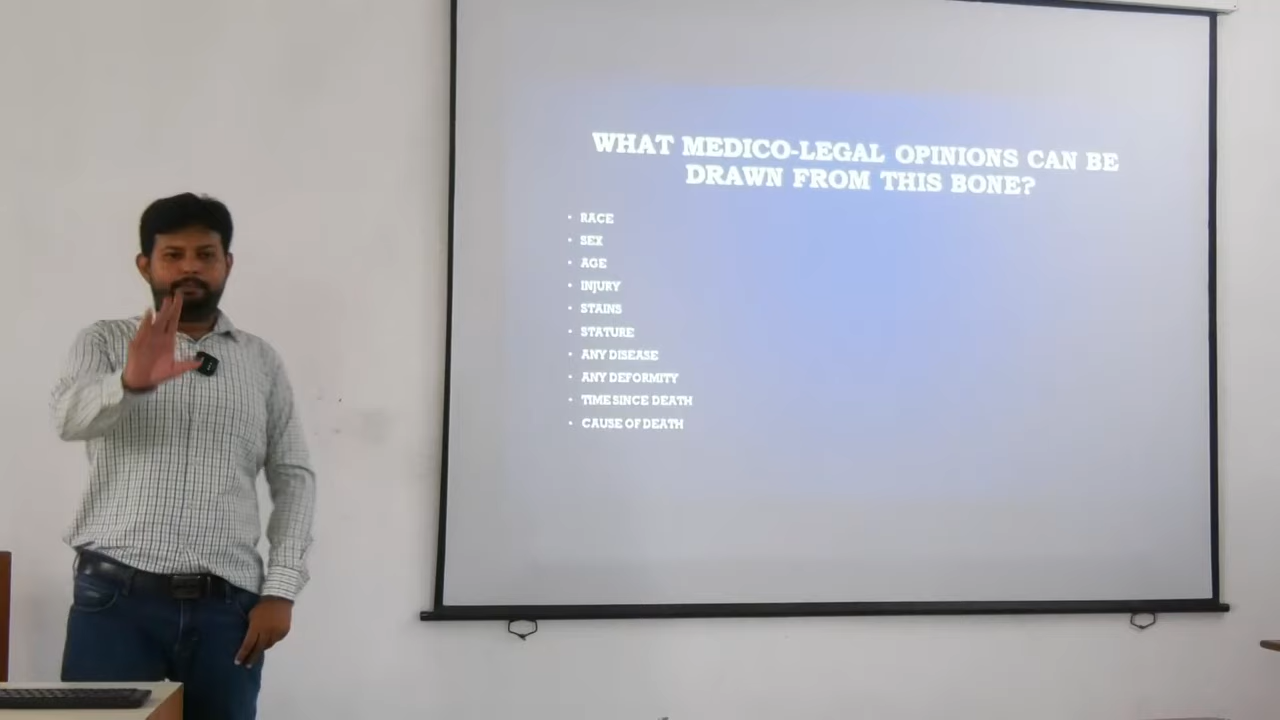 WHAT MEDICO-LEGAL OPINIONS CAN BE
DRAWN FROM THIS BONE?
• RACE
• SEX
• AGE
• INJURY
• STAINS
• STATURE
• ANY DISEASE
• ANY DEFORMITY
• TIME SINCE DEATH
• CAUSE OF DEATH